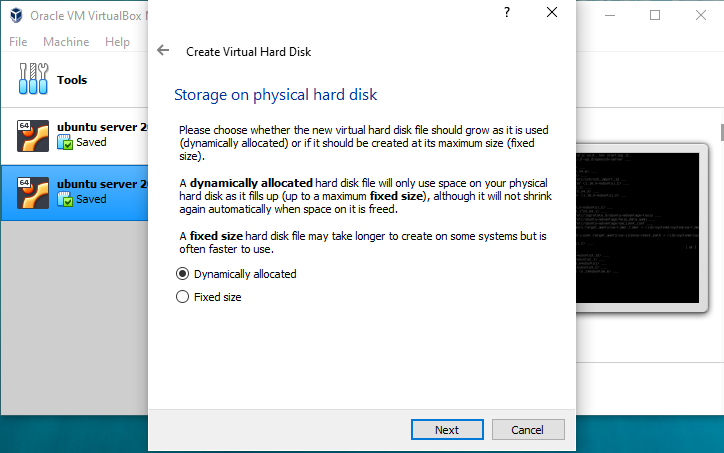 Oracle VM VirtualBox
File Machine Help
Tools
64
ubuntu server
Saved
64
ubuntu server
Saved
?
Create Virtual Hard Disk
Storage on physical hard disk
Please choose whether the new virtual hard disk file should grow as it is used
(dynamically allocated) or if it should be created at its maximum size (fixed
size).
A dynamically allocated hard disk file will only use space on your physical
hard disk as it fills up (up to a maximum fixed size), although it will not shrink
again automatically when space on it is freed.
A fixed size hard disk file may take longer to create on some systems but is
often faster to use.
Dynamically allocated
Fixed size
Next Cancel